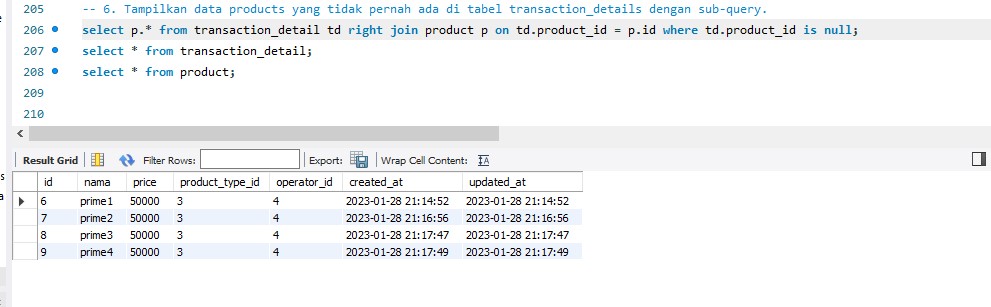 205 -- 6. Tampilkan data products yang tidak pernah ada di tabel transaction_details dengan sub-query.
206 select p.* from transaction_detail td right join product p on td.product_id = p.id where td.product_id is null;
207 select * from transaction_detail;
208 select * from product;
209
210
Result Grid Filter Rows: Export: Wrap Cell Content:
id nama price product_type_id operator_id created_at updated_at
6 prime1 50000 3 4 2023-01-28 21:14:52 2023-01-28 21:14:52
7 prime2 50000 3 4 2023-01-28 21:16:56 2023-01-28 21:16:56
8 prime3 50000 3 4 2023-01-28 21:17:47 2023-01-28 21:17:47
9 prime4 50000 3 4 2023-01-28 21:17:49 2023-01-28 21:17:49